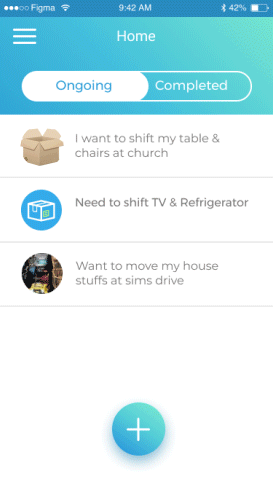 Figma 9:42 AM 42%
Home
Ongoing Completed
I want to shift my table &
chairs at church
Need to shift TV & Refrigerator
Want to move my house
stuffs at sims drive